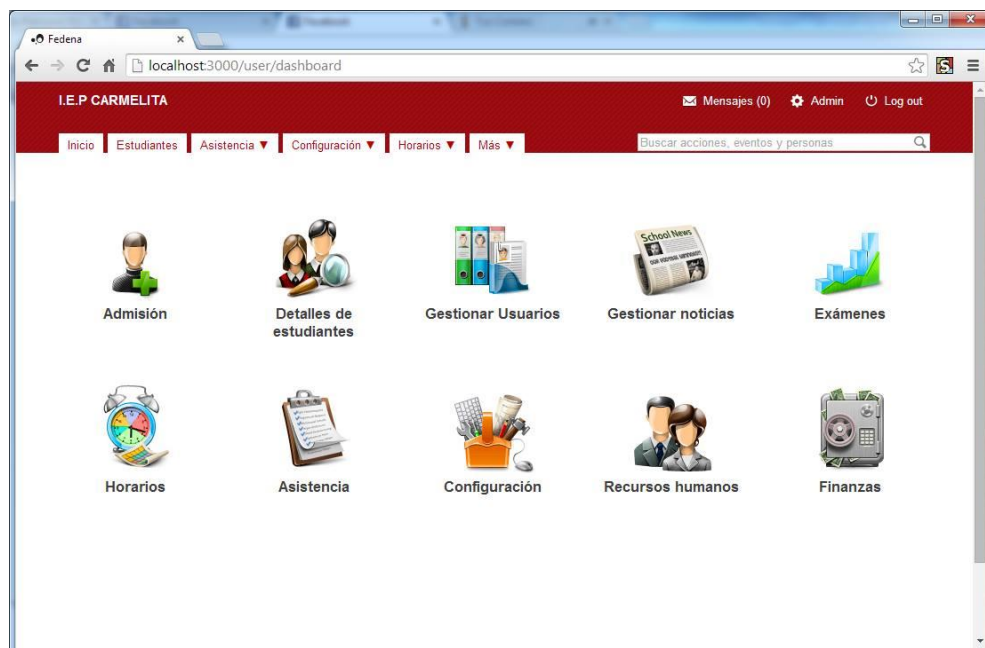 Fedena
localhost:3000/user/dashboard
I.E.P CARMELITA
Mensajes (0) Admin Log out
Inicio Estudiantes Asistencia ▼ Configuración ▼ Horarios ▼ Más ▼
Buscar acciones, eventos y personas
School News
Admisión
Detalles de
estudiantes
Gestionar Usuarios
Gestionar noticias
Exámenes
Horarios
Asistencia
Configuración
Recursos humanos
Finanzas